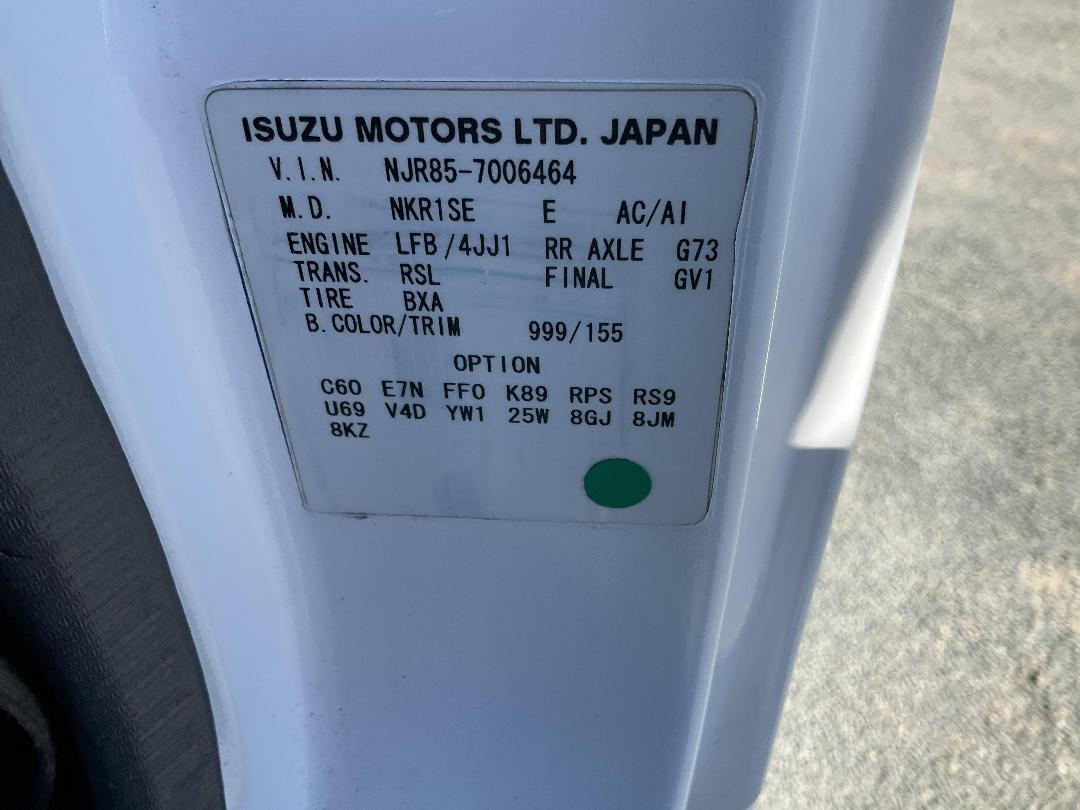 ISUZU MOTORS LTD. JAPAN
V.I.N. NJR85-7006464
M.D. NKR1SE E AC/AI
ENGINE LFB/4JJ1 RR AXLE G73
TRANS. RSL FINAL GV1
TIRE BXA
B.COLOR/TRIM 999/155
OPTION
C60 E7N FF0 K89 RPS RS9
U69 V4D YW1 25W 8GJ 8JM
8KZ